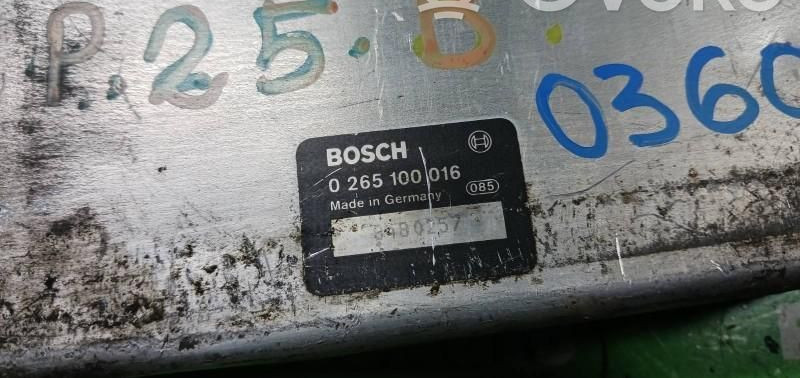 P.25.D.
0360
BOSCH
0 265 100 016
Made in Germany
085